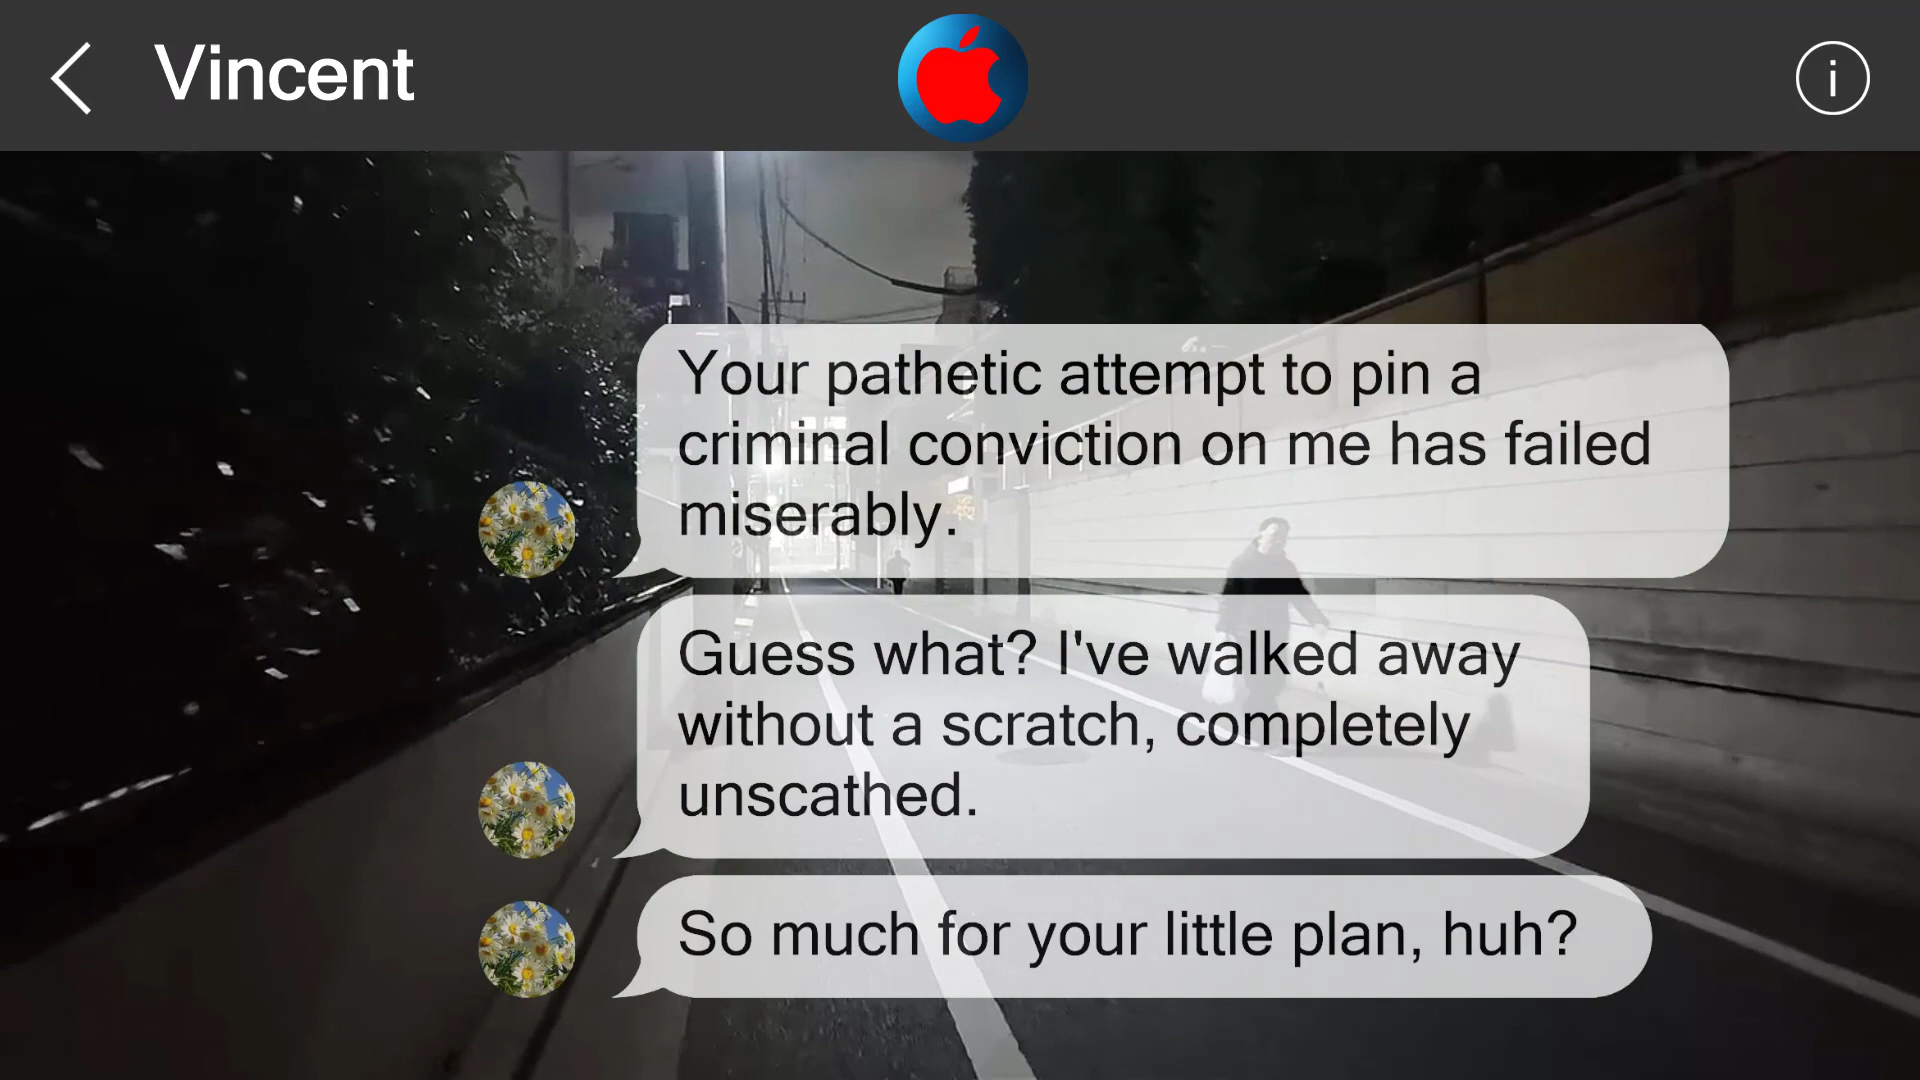 Vincent
Your pathetic attempt to pin a
criminal conviction on me has failed
miserably.
Guess what? I've walked away
without a scratch, completely
unscathed.
So much for your little plan, huh?